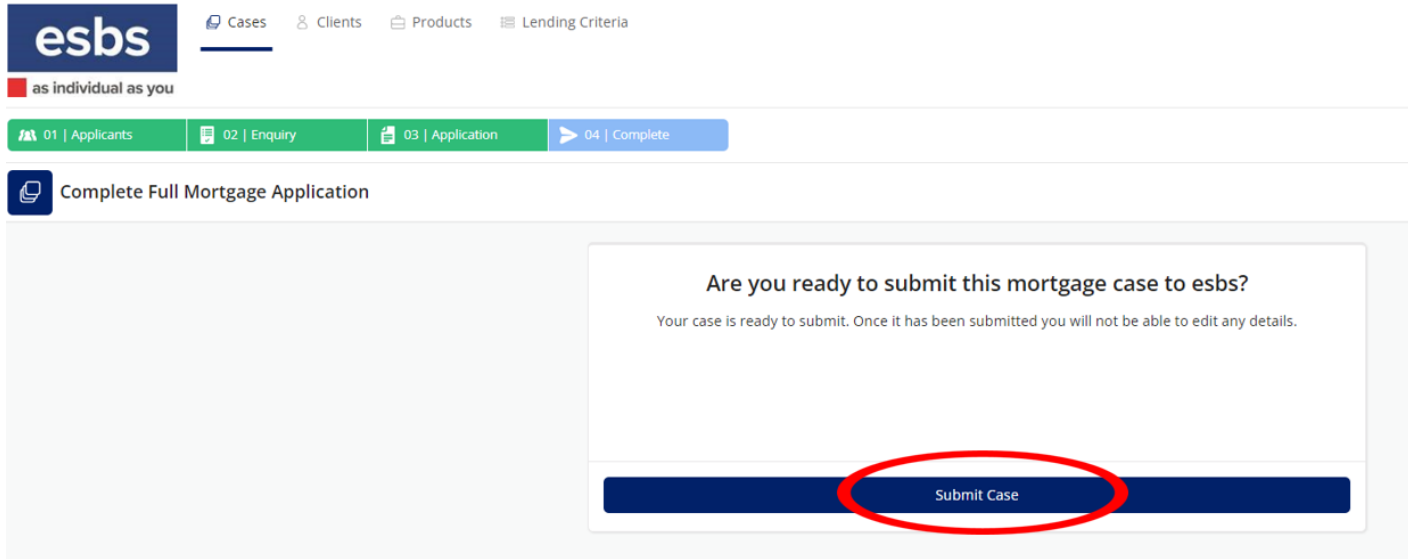 esbs
as individual as you
Cases Clients Products Lending Criteria
01 | Applicants 02 | Enquiry 03 | Application 04 | Complete
Complete Full Mortgage Application
Are you ready to submit this mortgage case to esbs?
Your case is ready to submit. Once it has been submitted you will not be able to edit any details.
Submit Case